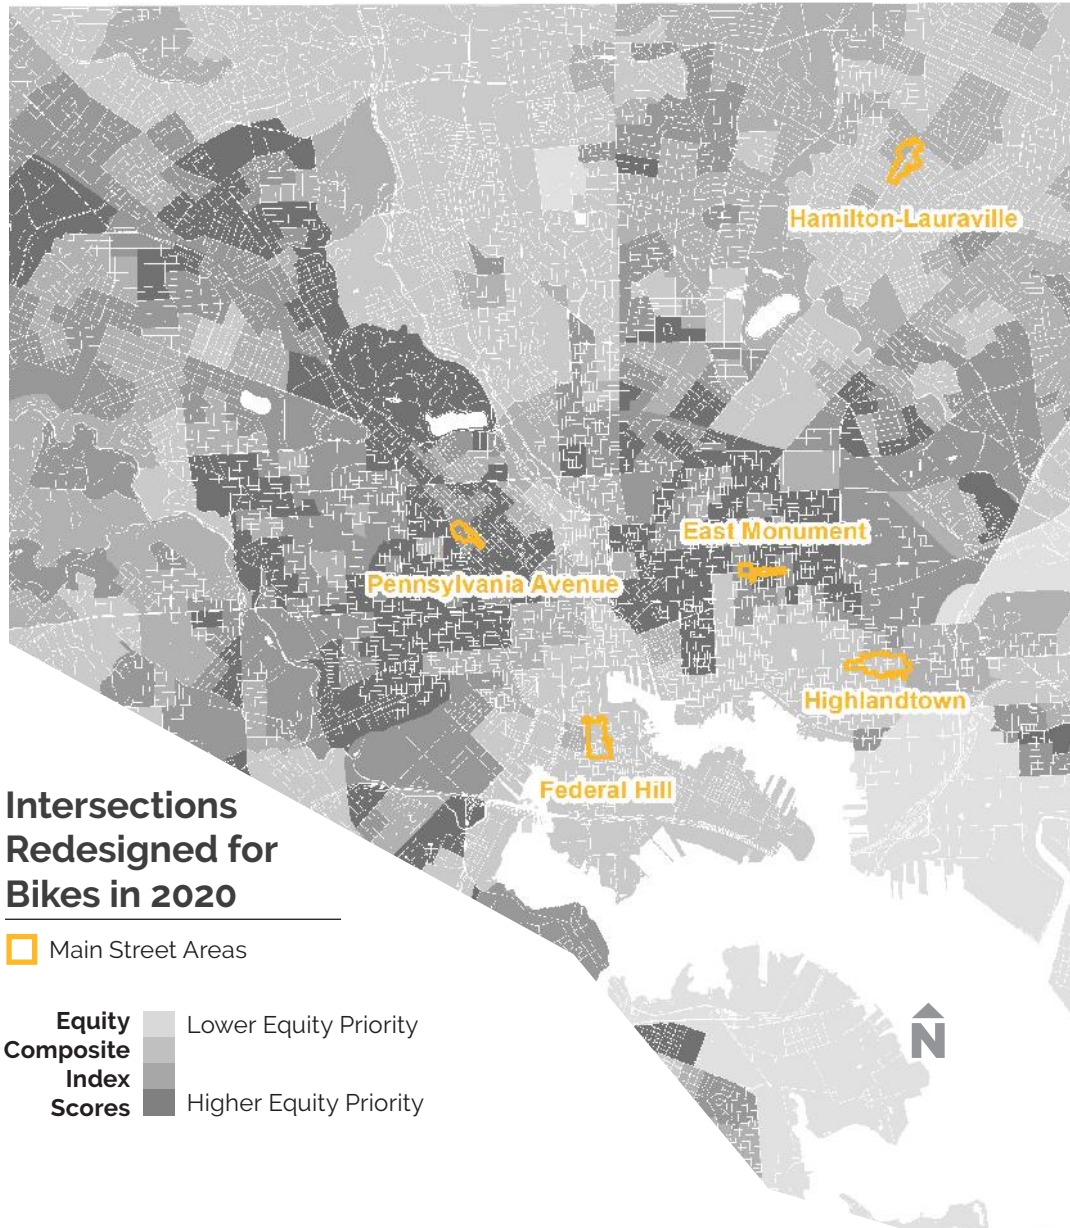 Hamilton-Lauraville
East Monument
Pennsylvania Avenue
Highlandtown
Federal Hill
Intersections
Redesigned for
Bikes in 2020
Main Street Areas
Equity
Composite
Index
Scores
Lower Equity Priority
Higher Equity Priority
N